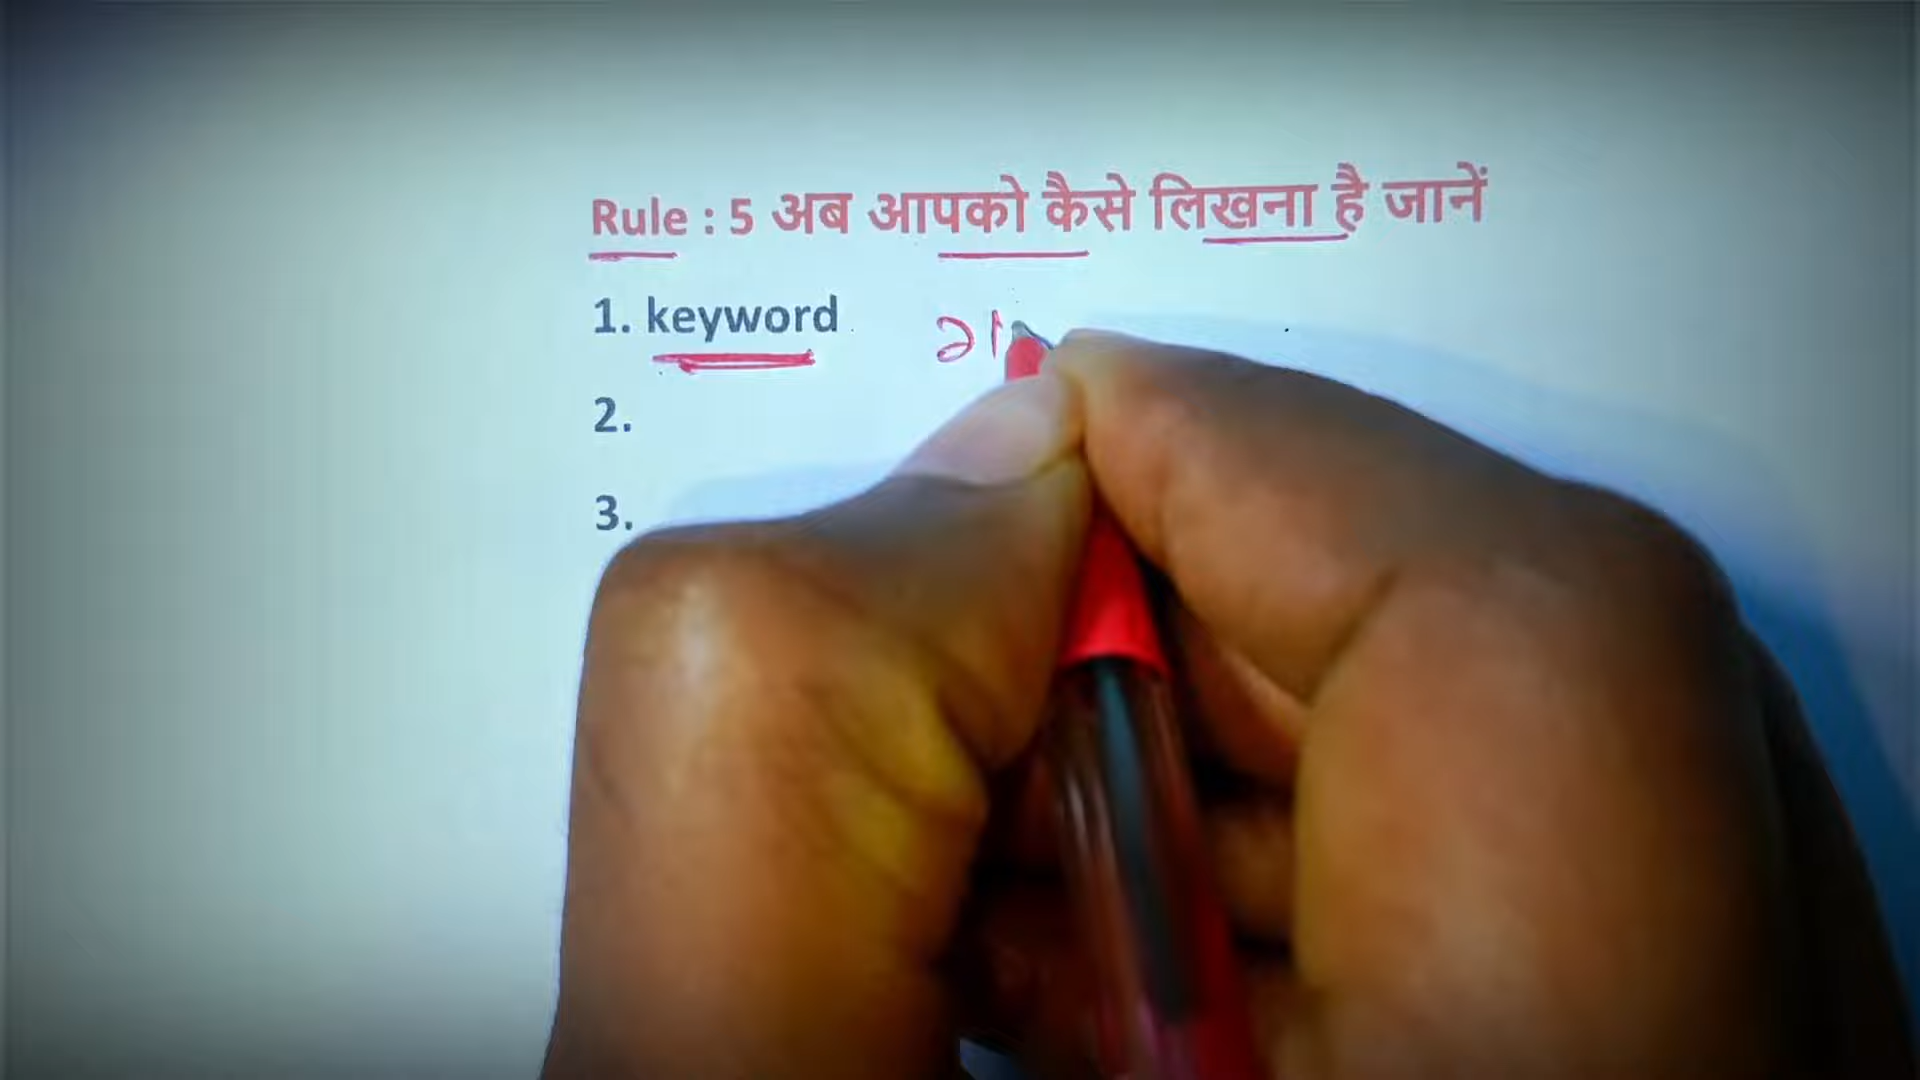 Rule : 5 अब आपको कैसे लिखना है जानें
1. keyword
2.
3.